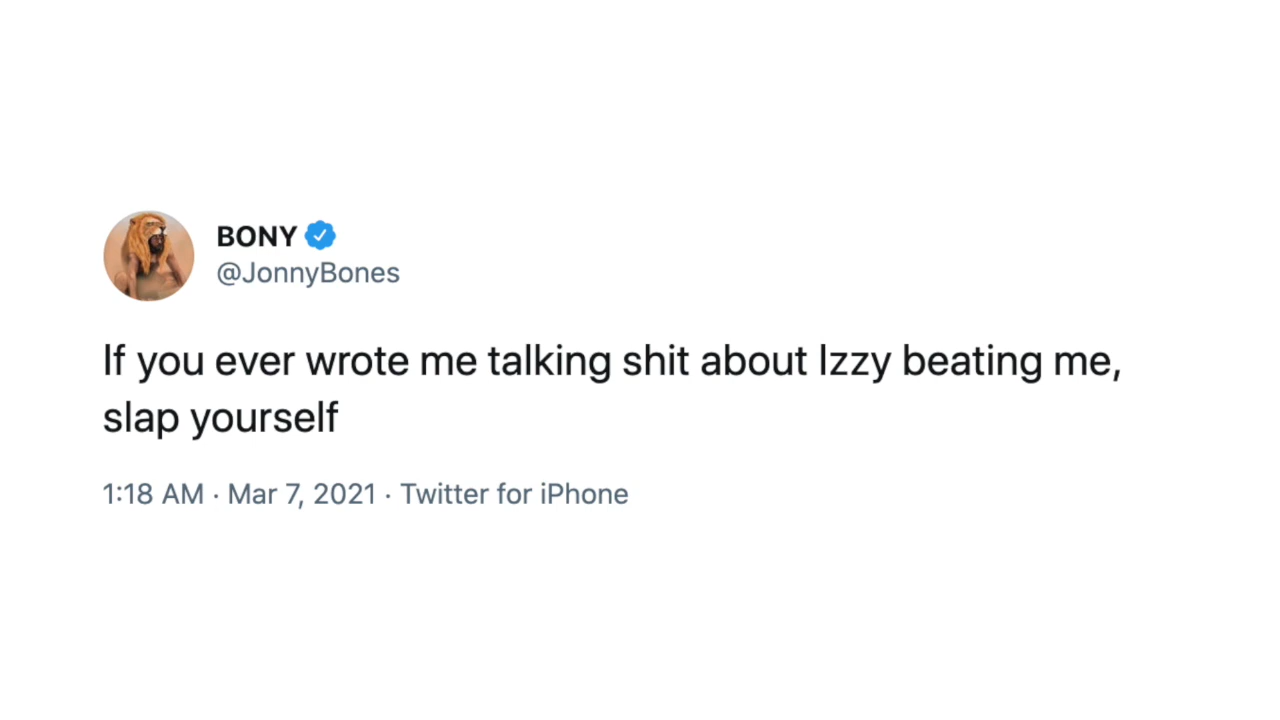 BONY
@JonnyBones
If you ever wrote me talking shit about Izzy beating me,
slap yourself
1:18 AM · Mar 7, 2021 · Twitter for iPhone